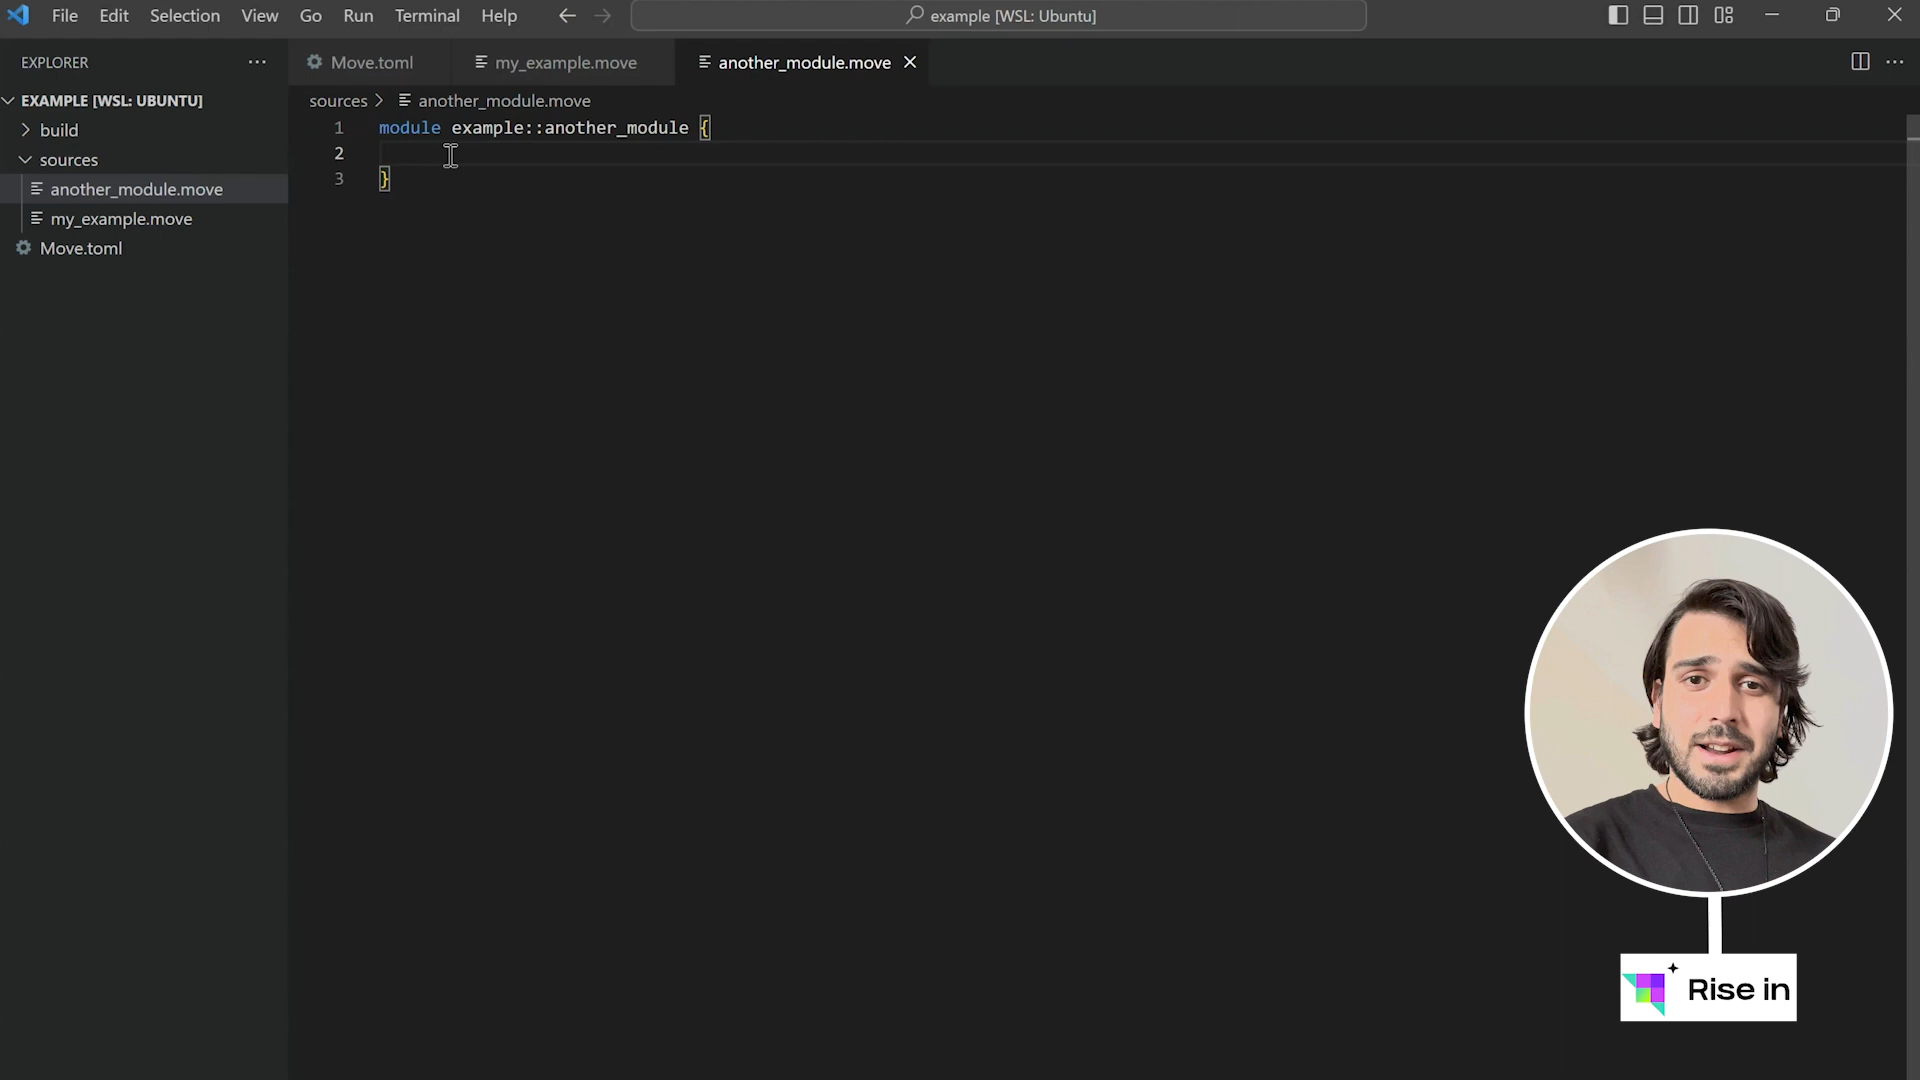 File Edit Selection View Go Run Terminal Help
example [WSL: Ubuntu]
EXPLORER
Move.toml
my_example.move
another_module.move
EXAMPLE [WSL: UBUNTU]
build
sources
another_module.move
my_example.move
Move.toml
sources > another_module.move
1 module example::another_module {
2
3 }
Rise in